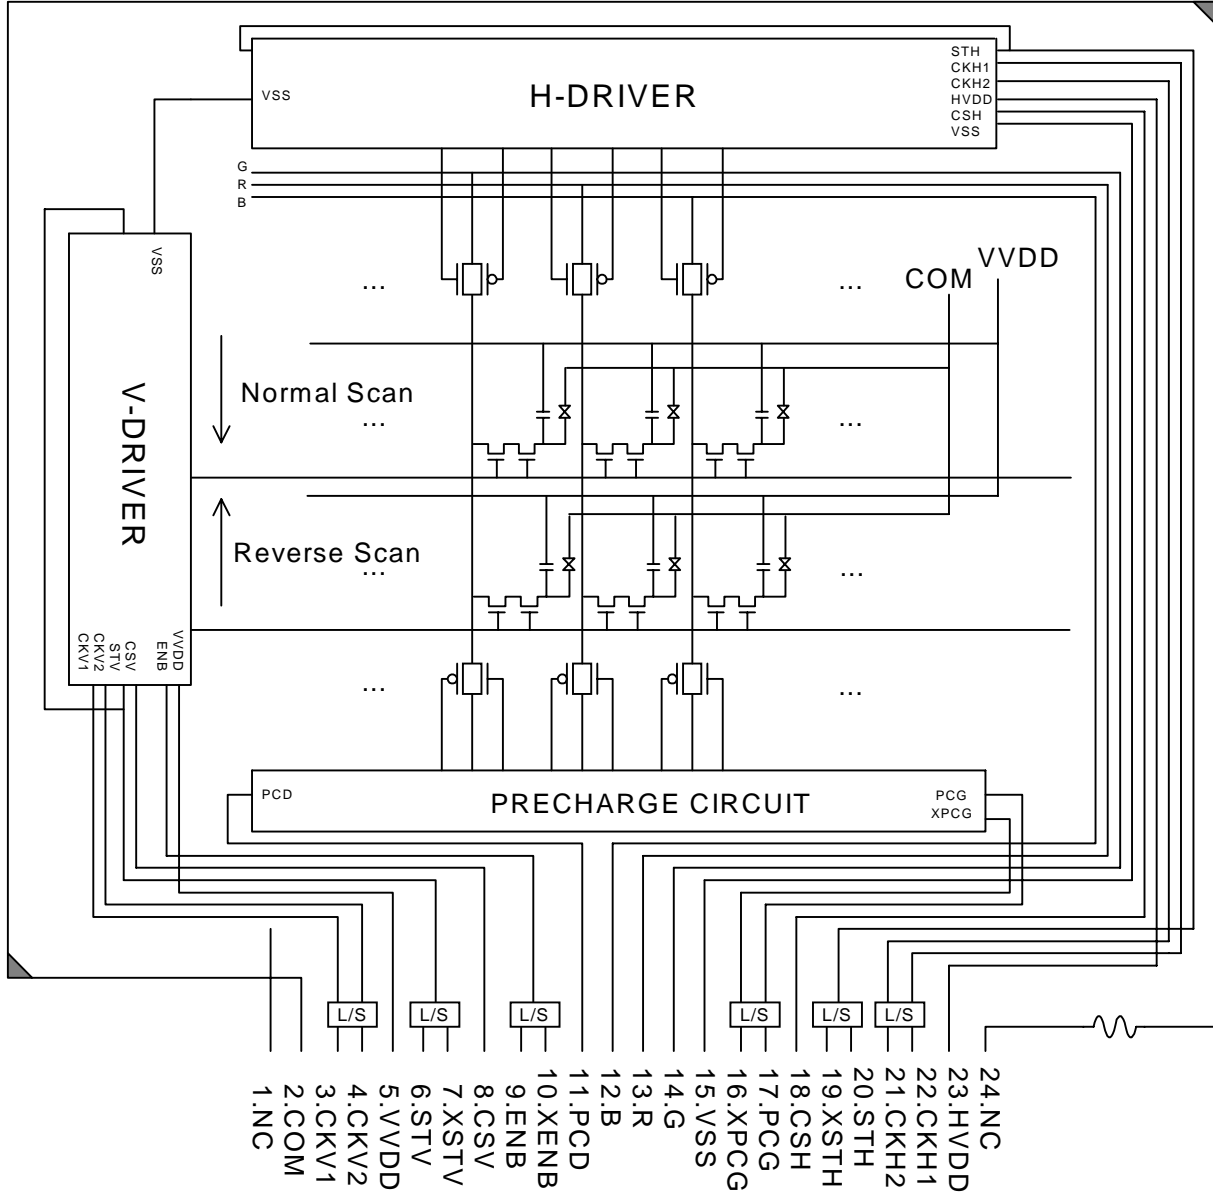 STH
CKH1
CKH2
HVDD
CSH
VSS
VSS
H-DRIVER
G
R
B
VSS
VVDD
COM
...
...
Normal Scan
...
...
V-DRIVER
Reverse Scan
...
...
CKV1
CKV2
STV
CSV
ENB
VVDD
...
...
PCD
PRECHARGE CIRCUIT
PCG
XPCG
L/S
L/S
L/S
L/S
L/S
L/S
1.NC
2.COM
3.CKV1
4.CKV2
5.VVDD
6.STV
7.XSTV
8.CSV
9.ENB
10.XENB
11.PCD
12.B
13.R
14.G
15.VSS
16.XPCG
17.PCG
18.CSH
19.XSTH
20.STH
21.CKH2
22.CKH1
23.HVDD
24.NC